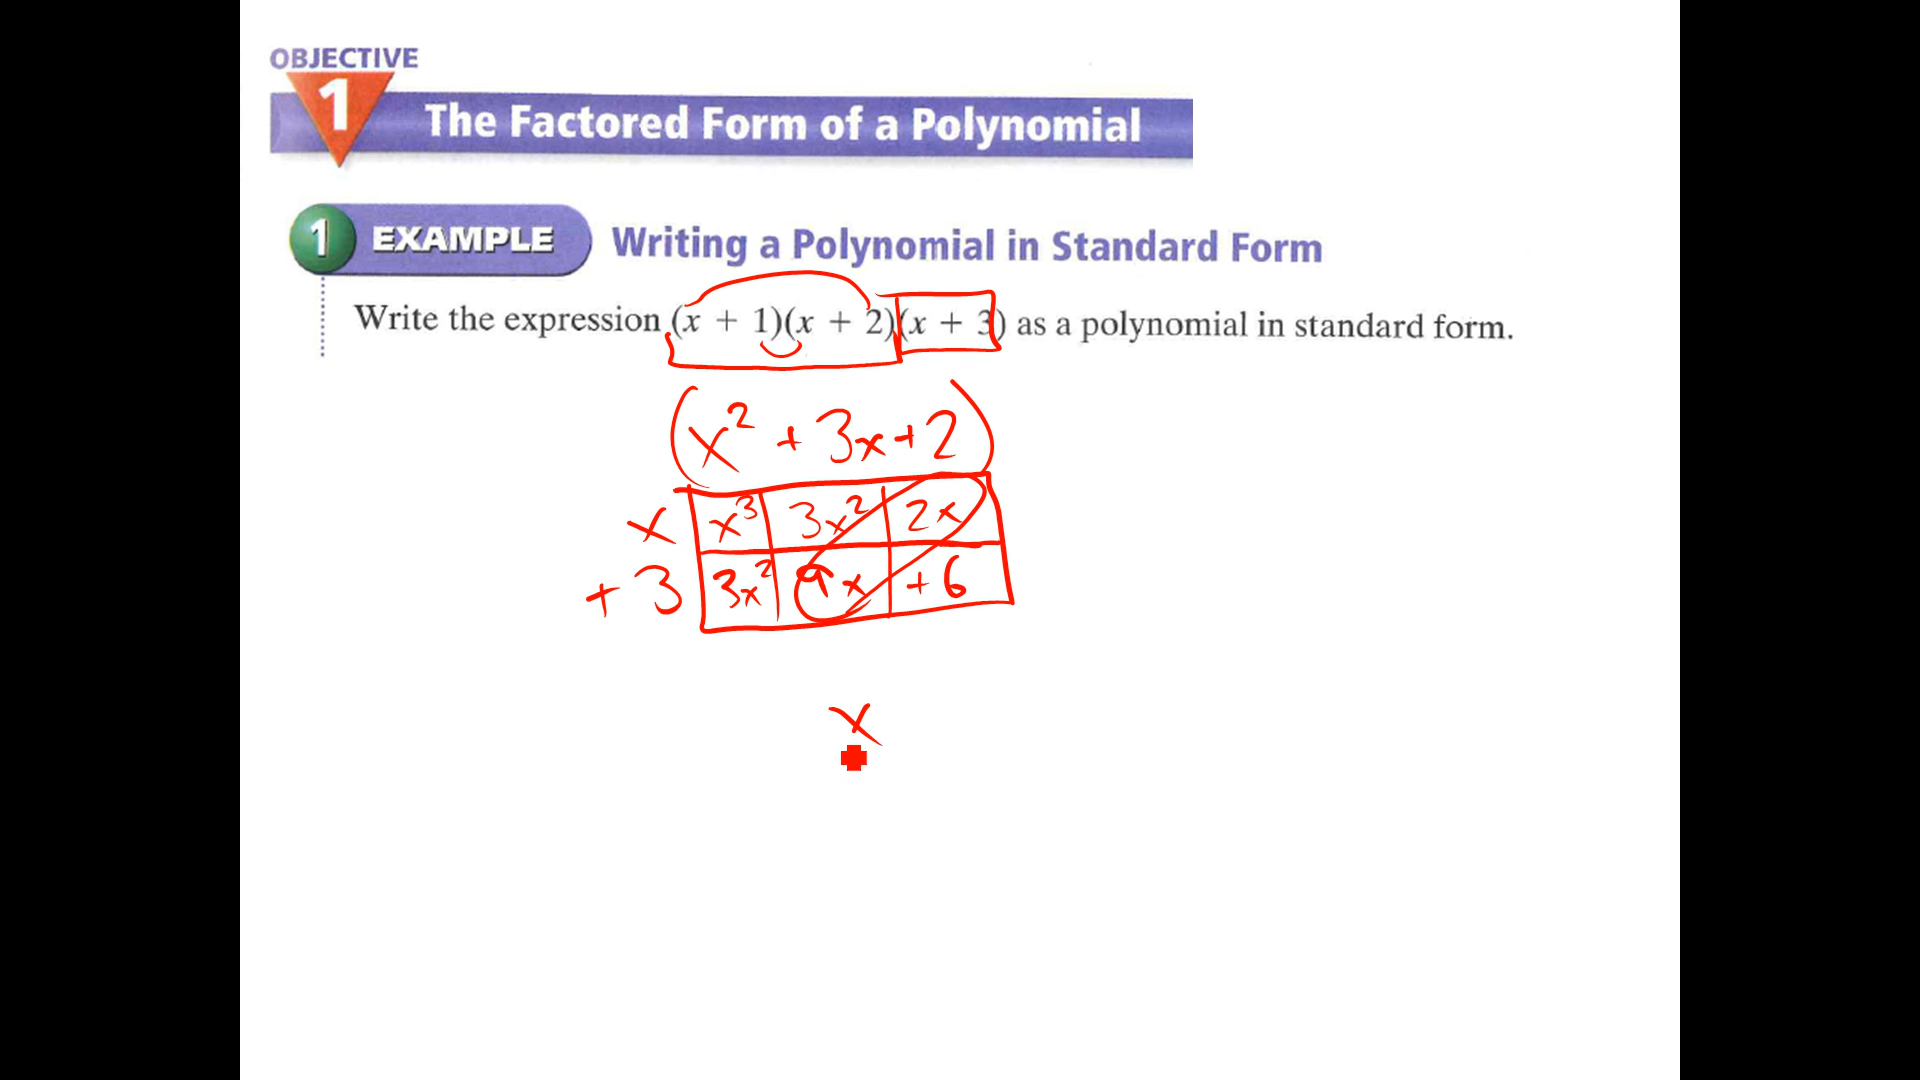 OBJECTIVE
1 The Factored Form of a Polynomial
1 EXAMPLE Writing a Polynomial in Standard Form
Write the expression (x + 1)(x + 2)(x + 3) as a polynomial in standard form.
(x² + 3x + 2)
x x³ 3x² 2x
+ 3 3x² 9x + 6
x